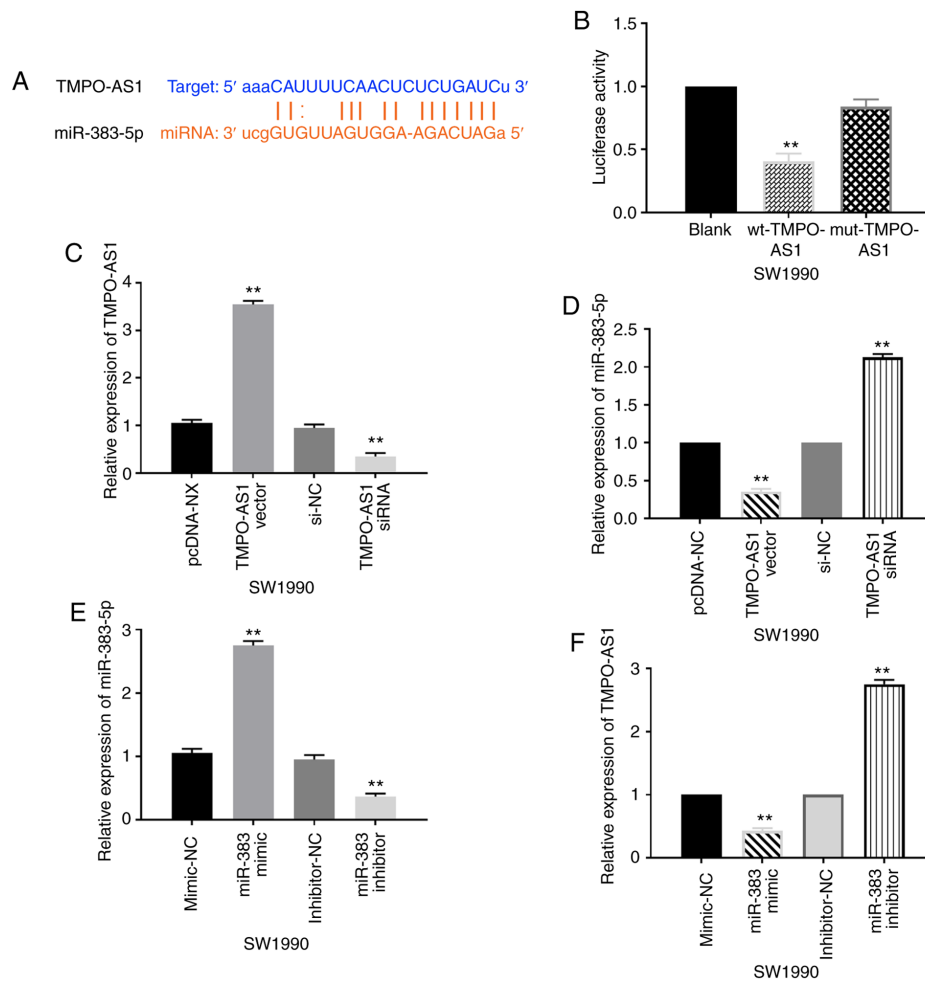 A
TMPO-AS1 Target: 5′ aaaCAUUUUCAACUCUCUGAUCu 3′
miR-383-5p miRNA: 3′ ucgGUGUUAGUGGA-AGACUAGa 5′
B
Luciferase activity
1.5
1.0
0.5
0.0
**
Blank
wt-TMPO-
AS1
mut-TMPO-
AS1
SW1990
C
Relative expression of TMPO-AS1
4
3
2
1
0
**
**
pcDNA-NX
TMPO-AS1
vector
si-NC
TMPO-AS1
siRNA
SW1990
D
Relative expression of miR-383-5p
2.5
2.0
1.5
1.0
0.5
0.0
**
**
pcDNA-NC
TMPO-AS1
vector
si-NC
TMPO-AS1
siRNA
SW1990
E
Relative expression of miR-383-5p
3
2
1
0
**
**
Mimic-NC
miR-383
mimic
Inhibitor-NC
miR-383
inhibitor
SW1990
F
Relative expression of TMPO-AS1
3
2
1
0
**
**
Mimic-NC
miR-383
mimic
Inhibitor-NC
miR-383
inhibitor
SW1990